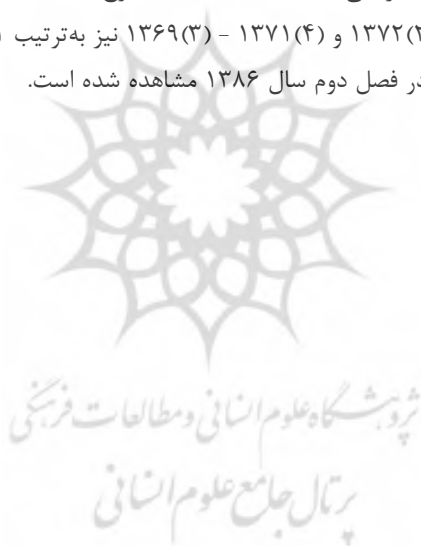 ۱۳۷۲(۲ و ۱۳۷۱(۴) - ۱۳۶۹(۳) نیز به‌ترتیب
در فصل دوم سال ۱۳۸۶ مشاهده شده است.
پژوهشگاه علوم انسانی و مطالعات فرهنگی
پرتال جامع علوم انسانی